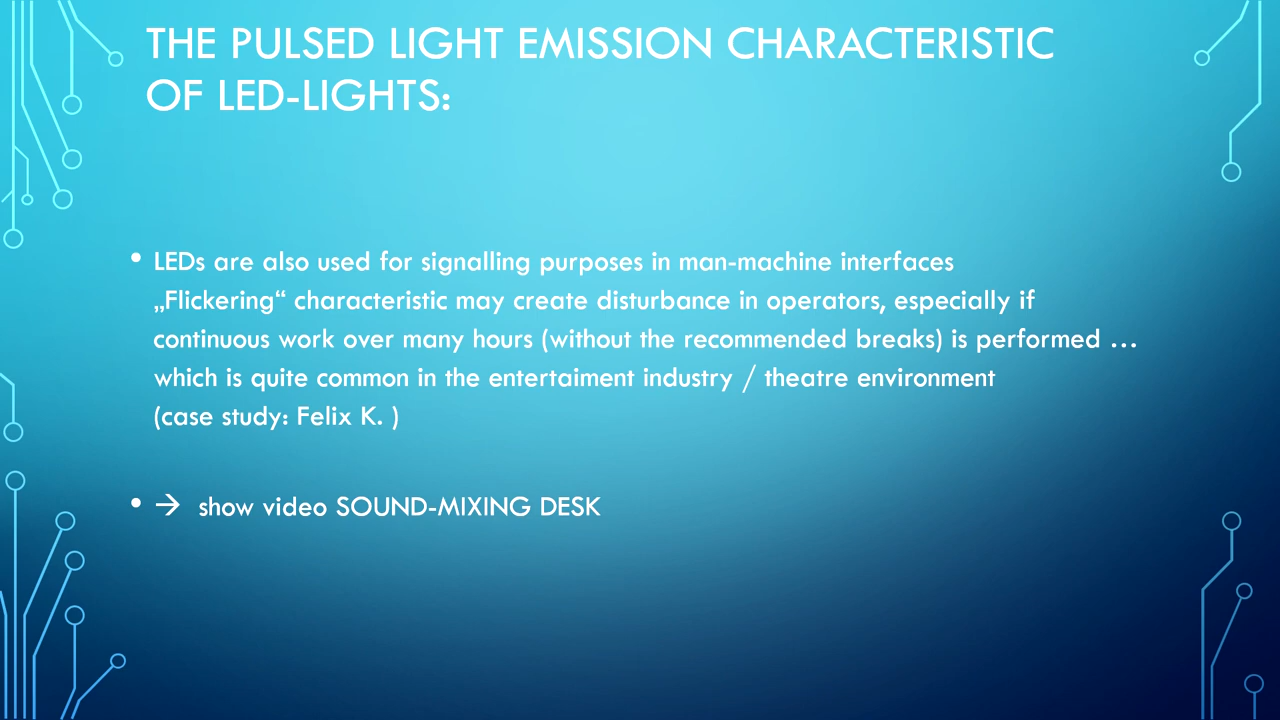 THE PULSED LIGHT EMISSION CHARACTERISTIC
OF LED-LIGHTS:
• LEDs are also used for signalling purposes in man-machine interfaces
„Flickering“ characteristic may create disturbance in operators, especially if
continuous work over many hours (without the recommended breaks) is performed …
which is quite common in the entertaiment industry / theatre environment
(case study: Felix K. )
• → show video SOUND-MIXING DESK